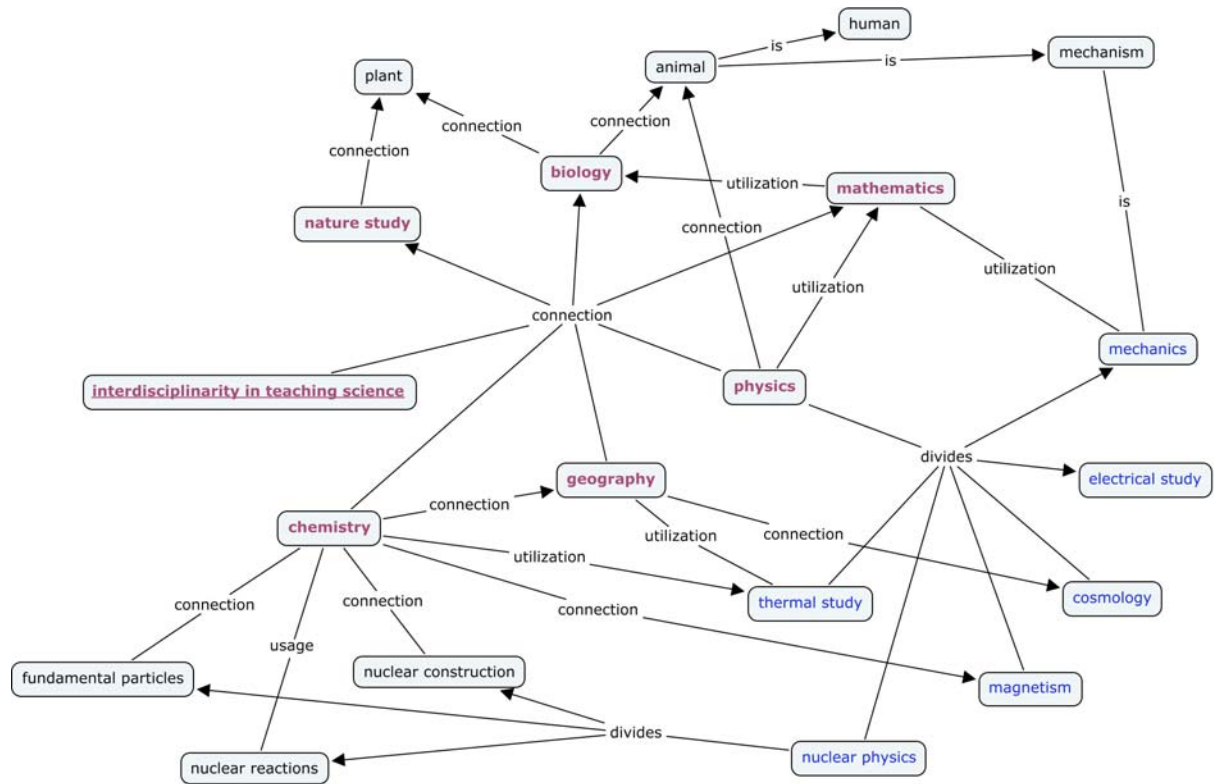 human
is
animal
is
mechanism
plant
connection
connection
connection
biology
utilization
mathematics
is
nature study
connection
utilization
utilization
connection
mechanics
interdisciplinarity in teaching science
physics
divides
geography
electrical study
connection
chemistry
utilization
connection
utilization
connection
thermal study
cosmology
connection
connection
usage
fundamental particles
nuclear construction
magnetism
divides
nuclear reactions
nuclear physics